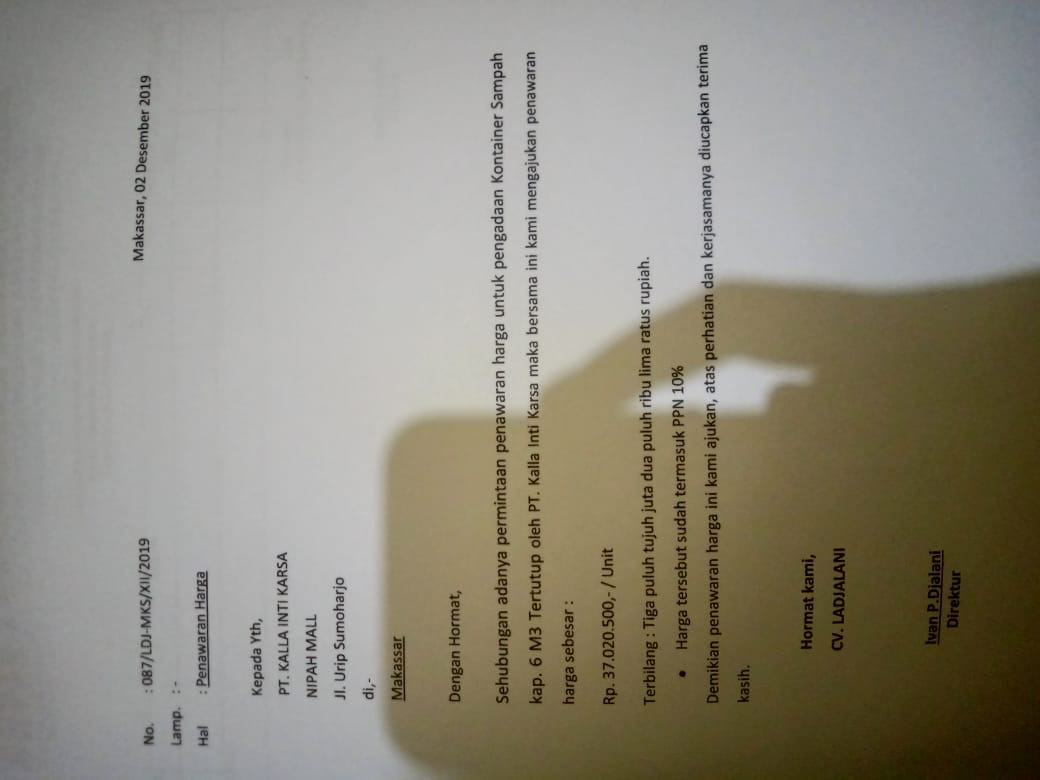 No. : 087/LDJ-MKS/XII/2019
Makassar, 02 Desember 2019
Lamp. : -
Hal : Penawaran Harga
Kepada Yth,
PT. KALLA INTI KARSA
NIPAH MALL
Jl. Urip Sumoharjo
di,-
Makassar
Dengan Hormat,
Sehubungan adanya permintaan penawaran harga untuk pengadaan Kontainer Sampah
kap. 6 M3 Tertutup oleh PT. Kalla Inti Karsa maka bersama ini kami mengajukan penawaran
harga sebesar :
Rp. 37.020.500,- / Unit
Terbilang : Tiga puluh tujuh juta dua puluh ribu lima ratus rupiah.
• Harga tersebut sudah termasuk PPN 10%
Demikian penawaran harga ini kami ajukan, atas perhatian dan kerjasamanya diucapkan terima
kasih.
Hormat kami,
CV. LADJALANI
Ivan P.Djalani
Direktur